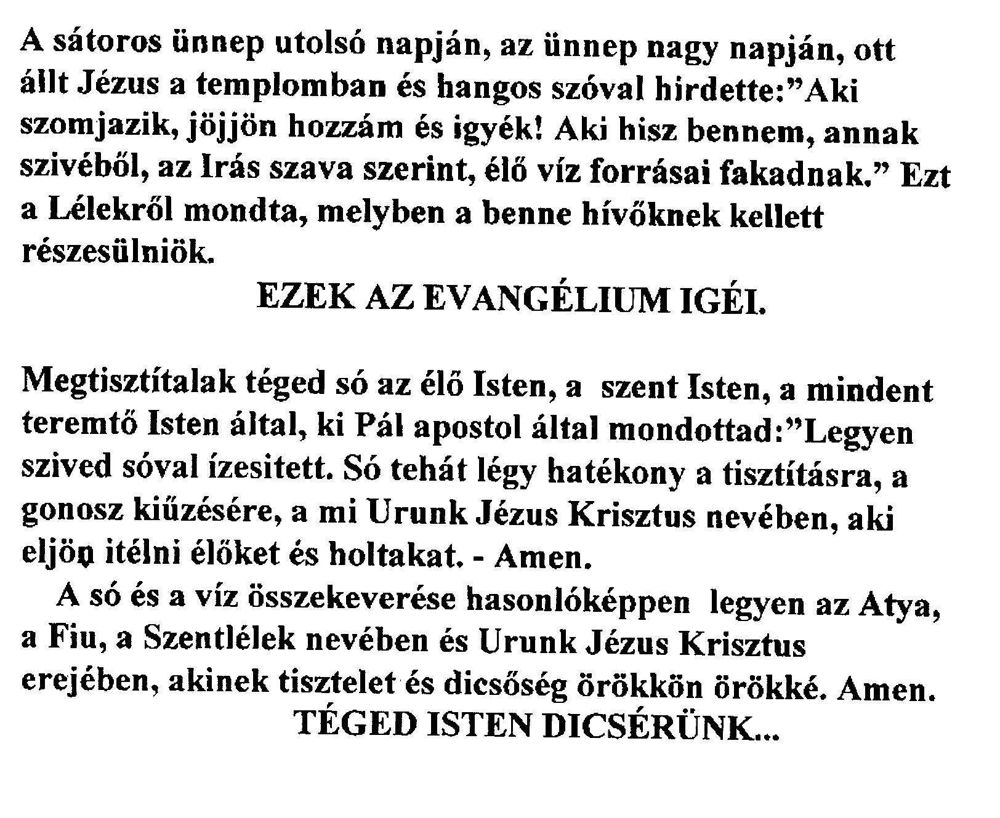 A sátoros ünnep utolsó napján, az ünnep nagy napján, ott
állt Jézus a templomban és hangos szóval hirdette:”Aki
szomjazik, jöjjön hozzám és igyék! Aki hisz bennem, annak
szivéből, az Irás szava szerint, élő víz forrásai fakadnak.” Ezt
a Lélekről mondta, melyben a benne hívőknek kellett
részesülniök.
EZEK AZ EVANGÉLIUM IGÉI.
Megtisztítalak téged só az élő Isten, a szent Isten, a mindent
teremtő Isten által, ki Pál apostol által mondottad:”Legyen
szived sóval ízesitett. Só tehát légy hatékony a tisztításra, a
gonosz kiűzésére, a mi Urunk Jézus Krisztus nevében, aki
eljön itélni élőket és holtakat. - Amen.
A só és a víz összekeverése hasonlóképpen legyen az Atya,
a Fiu, a Szentlélek nevében és Urunk Jézus Krisztus
erejében, akinek tisztelet és dicsőség örökkön örökké. Amen.
TÉGED ISTEN DICSÉRÜNK...